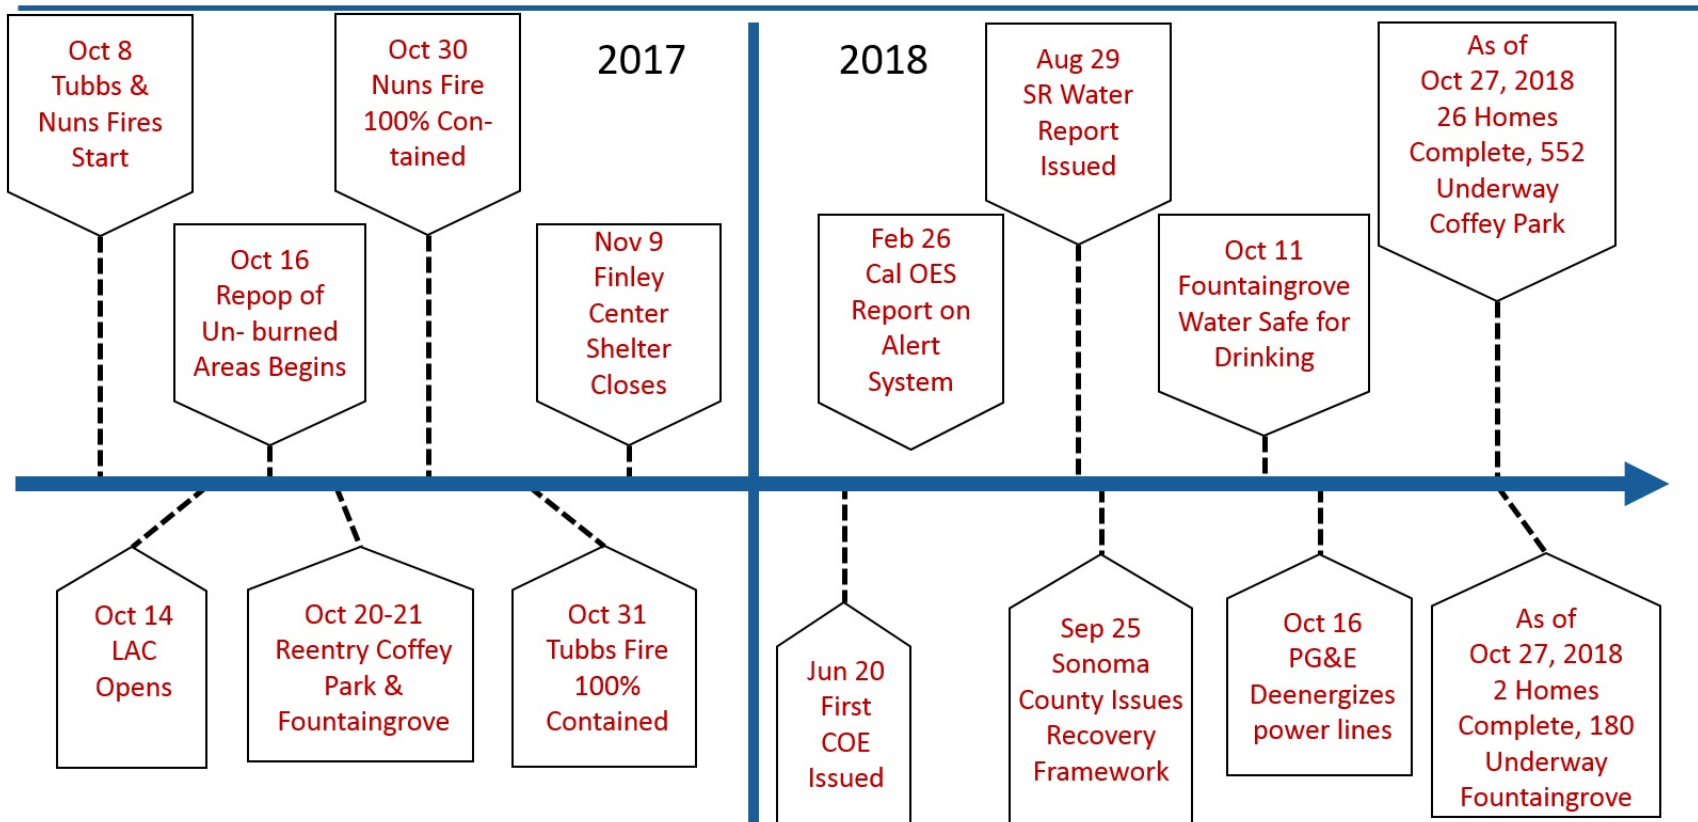 Oct 8
Tubbs &
Nuns Fires
Start
Oct 30
Nuns Fire
100% Con-
tained
2017
2018
Aug 29
SR Water
Report
Issued
As of
Oct 27, 2018
26 Homes
Complete, 552
Underway
Coffey Park
Oct 16
Repop of
Un- burned
Areas Begins
Nov 9
Finley
Center
Shelter
Closes
Feb 26
Cal OES
Report on
Alert
System
Oct 11
Fountaingrove
Water Safe for
Drinking
Oct 14
LAC
Opens
Oct 20-21
Reentry Coffey
Park &
Fountaingrove
Oct 31
Tubbs Fire
100%
Contained
Jun 20
First
COE
Issued
Sep 25
Sonoma
County Issues
Recovery
Framework
Oct 16
PG&E
Deenergizes
power lines
As of
Oct 27, 2018
2 Homes
Complete, 180
Underway
Fountaingrove